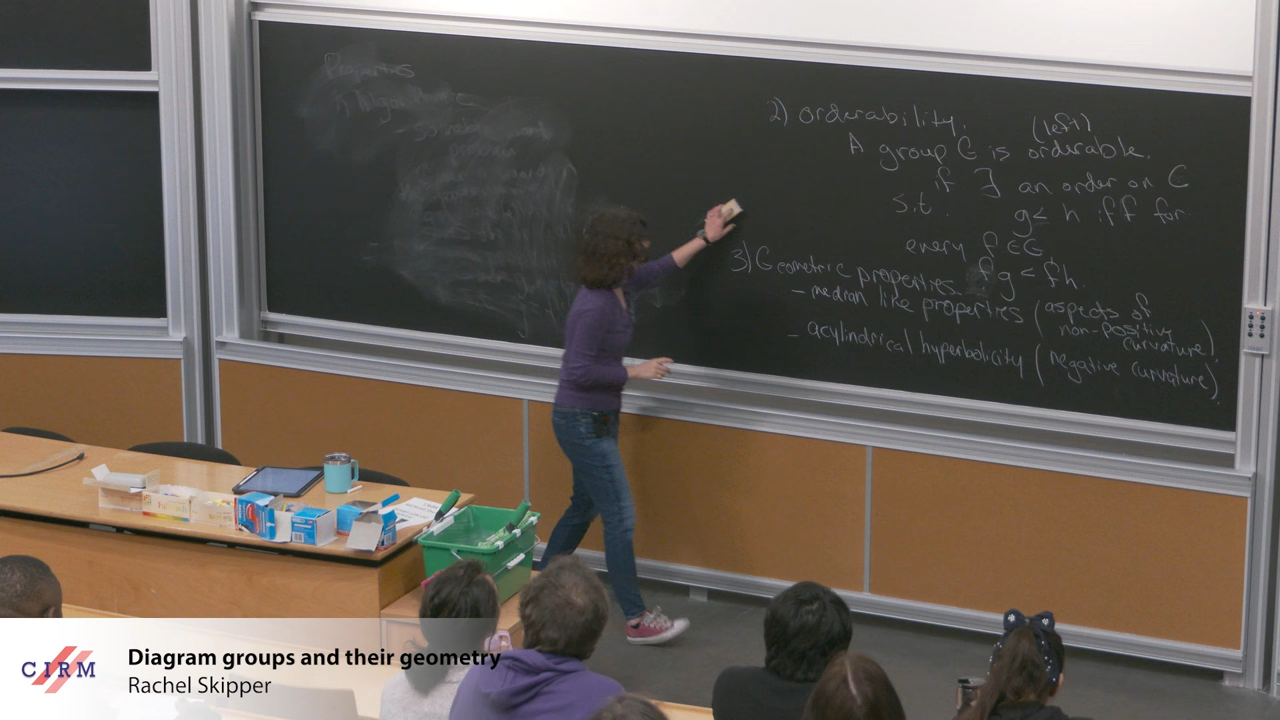 Properties
2) orderability.
(left)
A group G is orderable.
if ∃ an order on G
s.t. g < h iff for
every f ∈ G
fg < fh.
3) Geometric properties
- median like properties (aspects of
non-positive
curvature)
- acylindrical hyperbolicity (negative curvature)
CIRM
Diagram groups and their geometry
Rachel Skipper